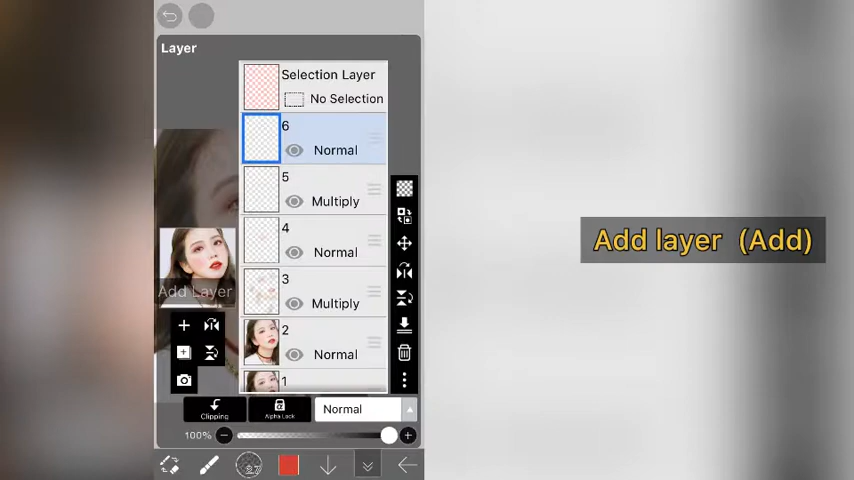 Layer
Selection Layer
No Selection
6
Normal
5
Multiply
4
Normal
3
Multiply
2
Normal
1
Add Layer
Clipping
Alpha Lock
Normal
100%
Add layer (Add)